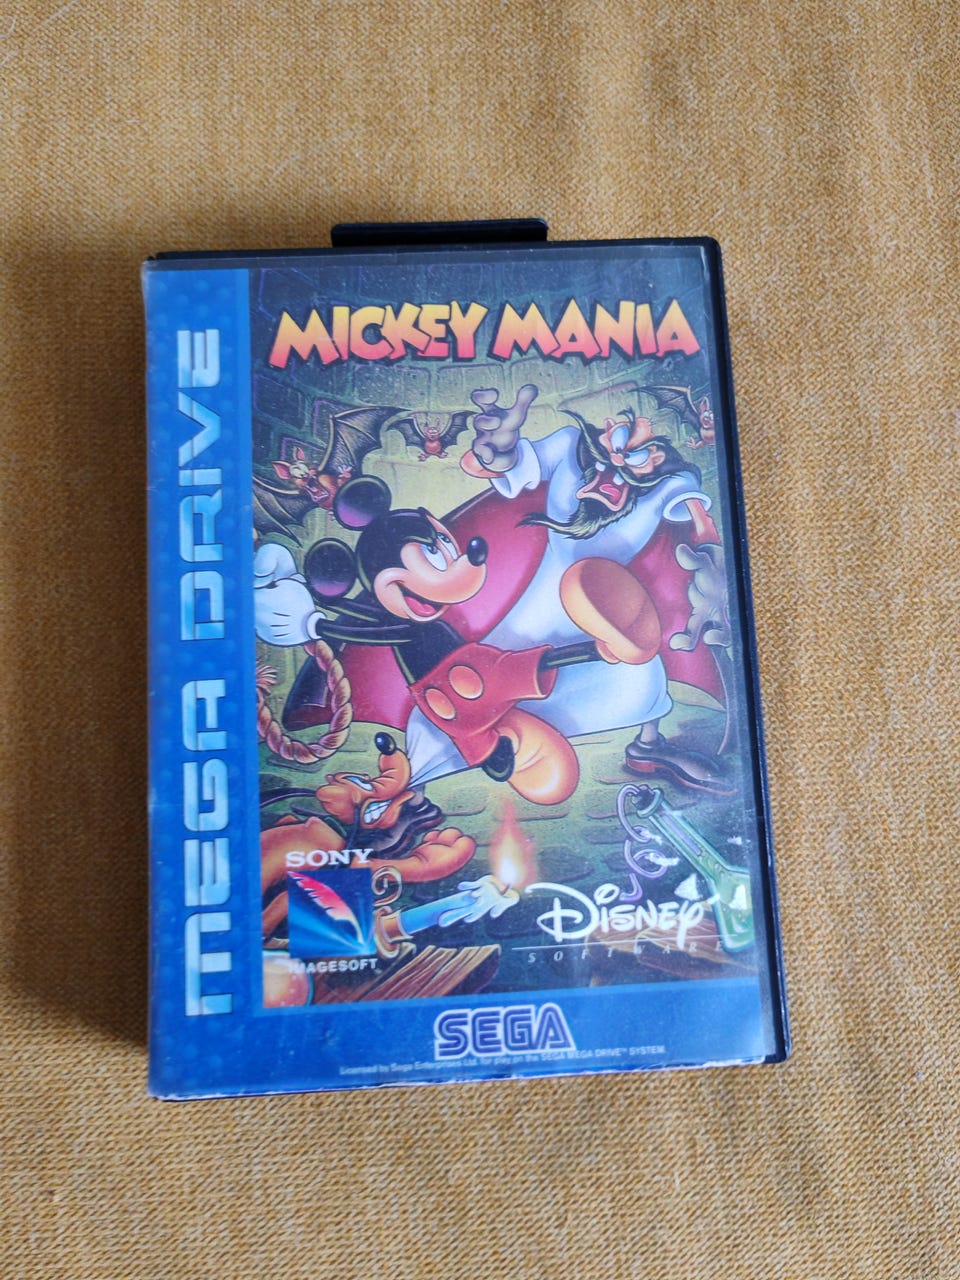 MEGA DRIVE
MICKEY MANIA
SONY
IMAGESOFT
Disney
SOFTWARE
SEGA
Licensed by Sega Enterprises Ltd. for play on the SEGA MEGA DRIVE™ SYSTEM.